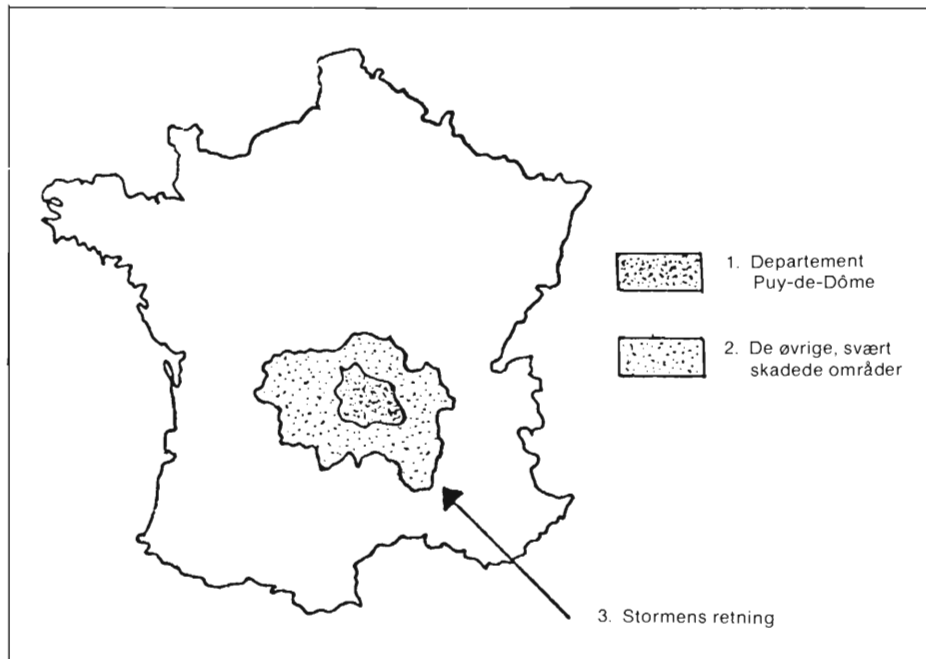 1. Departement
Puy-de-Dôme
2. De øvrige, svært
skadede områder
3. Stormens retning